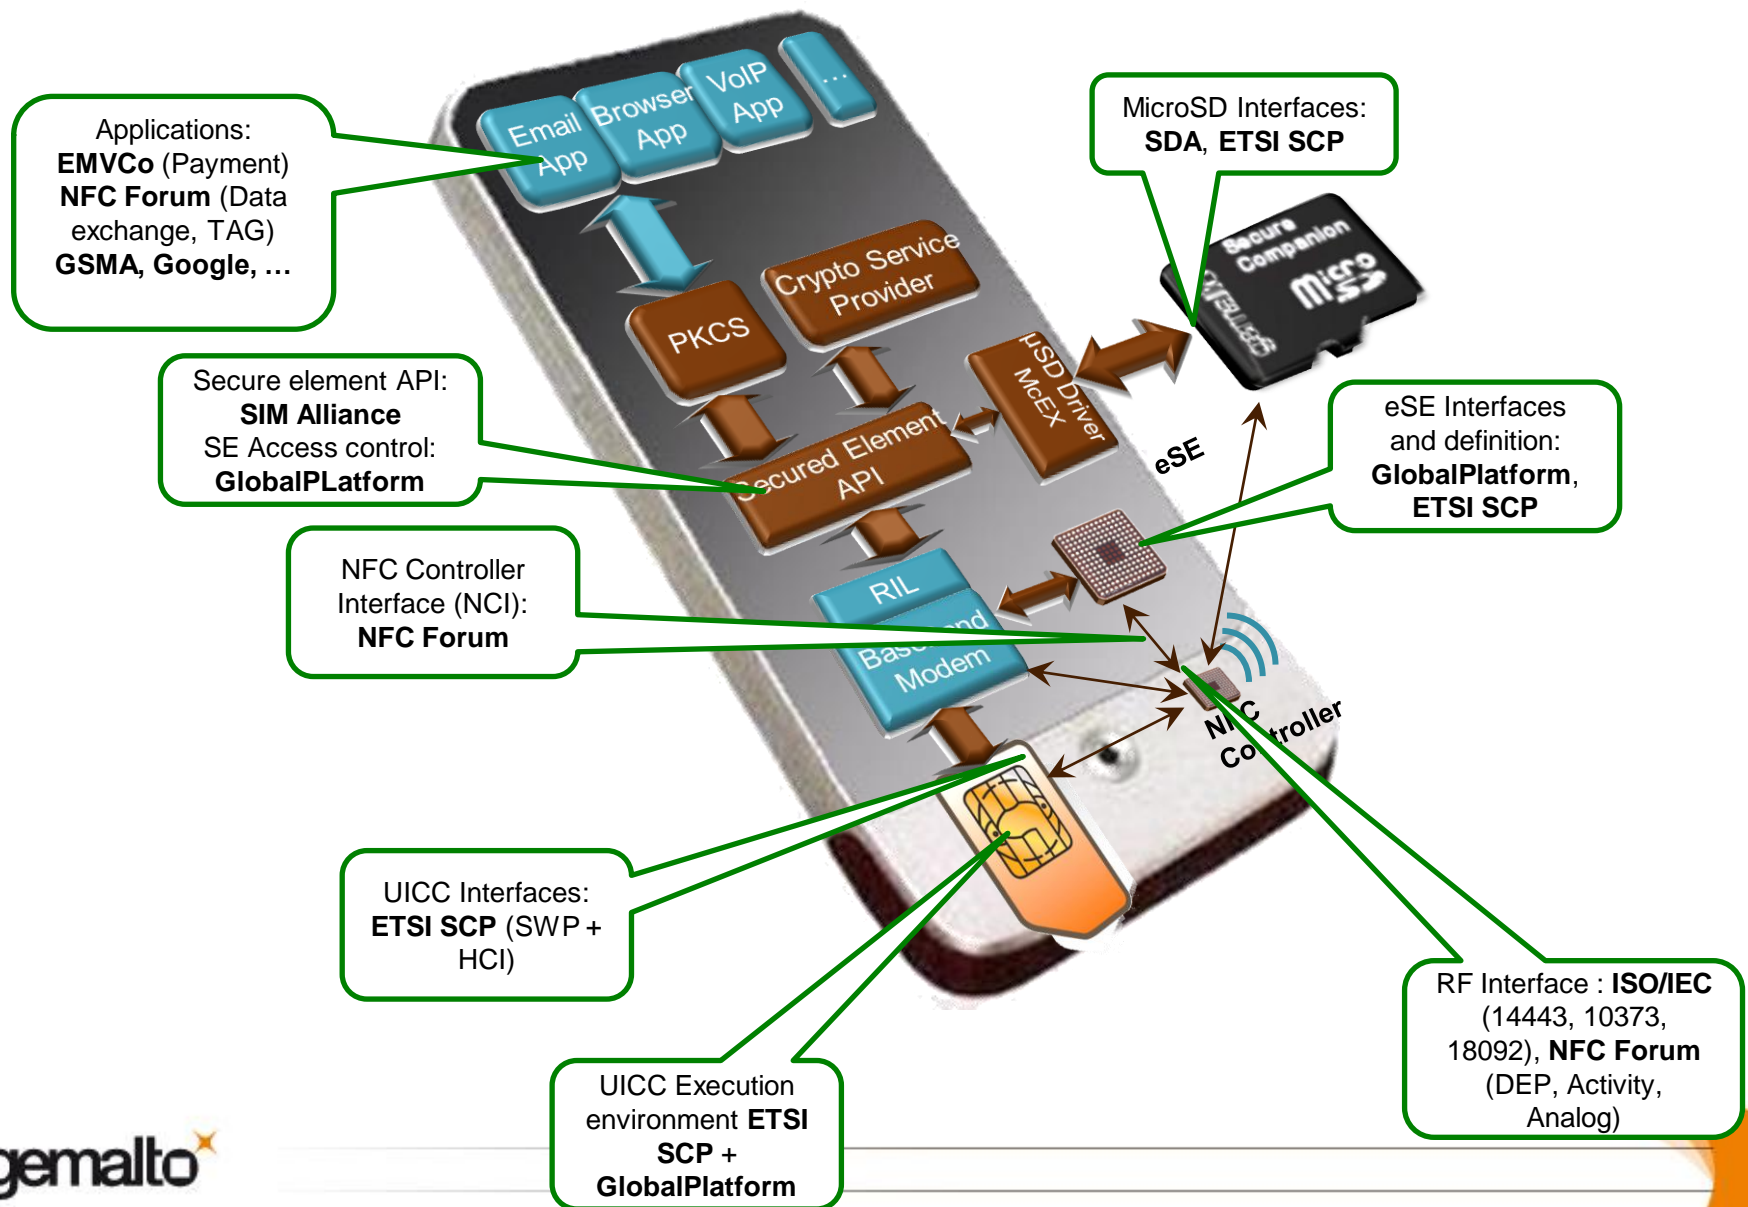 Applications:
EMVCo (Payment)
NFC Forum (Data
exchange, TAG)
GSMA, Google, …
Email
App
Browser
App
VoIP
App
...
MicroSD Interfaces:
SDA, ETSI SCP
Secure
Companion
micro
SD
PKCS
Crypto Service
Provider
µSD Driver
McEX
Secure element API:
SIM Alliance
SE Access control:
GlobalPLatform
Secured Element
API
eSE
eSE Interfaces
and definition:
GlobalPlatform,
ETSI SCP
NFC Controller
Interface (NCI):
NFC Forum
RIL
Baseband
Modem
NFC
Controller
UICC Interfaces:
ETSI SCP (SWP +
HCI)
RF Interface : ISO/IEC
(14443, 10373,
18092), NFC Forum
(DEP, Activity,
Analog)
UICC Execution
environment ETSI
SCP +
GlobalPlatform
gemalto